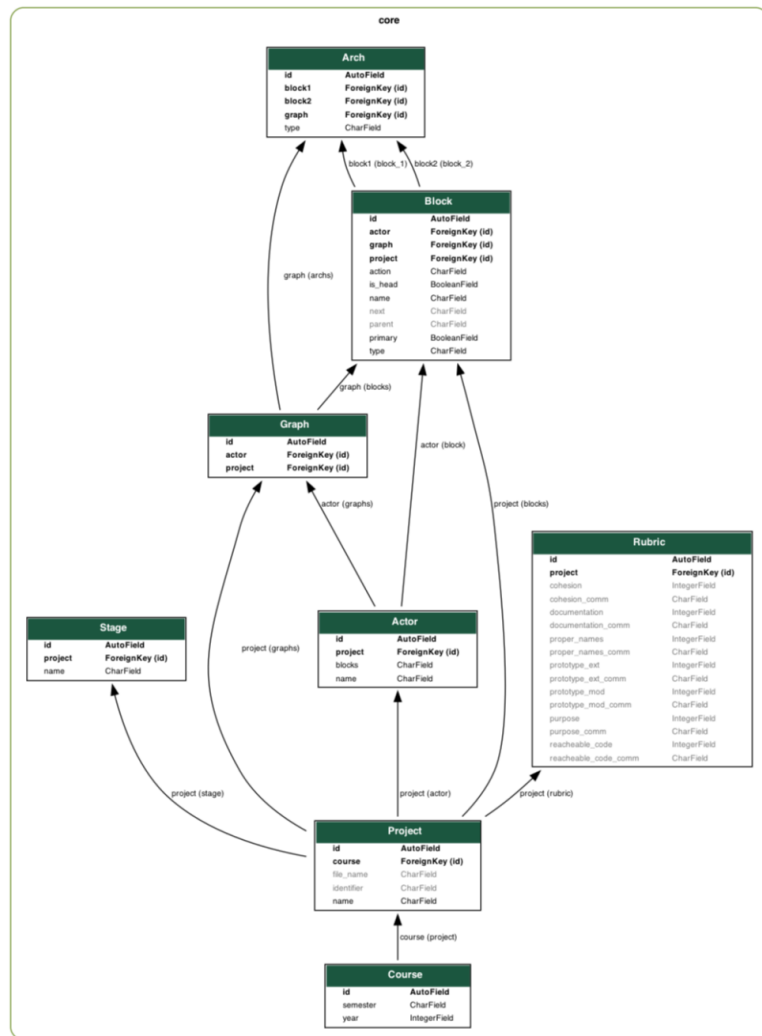 core
Arch
id AutoField
block1 ForeignKey (id)
block2 ForeignKey (id)
graph ForeignKey (id)
type CharField
block1 (block_1) block2 (block_2)
Block
id AutoField
actor ForeignKey (id)
graph ForeignKey (id)
project ForeignKey (id)
action CharField
is_head BooleanField
name CharField
next CharField
parent CharField
primary BooleanField
type CharField
graph (archs)
graph (blocks)
Graph
id AutoField
actor ForeignKey (id)
project ForeignKey (id)
actor (block)
actor (graphs)
project (blocks)
Rubric
id AutoField
project ForeignKey (id)
cohesion IntegerField
cohesion_comm CharField
documentation IntegerField
documentation_comm CharField
proper_names IntegerField
proper_names_comm CharField
prototype_ext IntegerField
prototype_ext_comm CharField
prototype_mod IntegerField
prototype_mod_comm CharField
purpose IntegerField
purpose_comm CharField
reacheable_code IntegerField
reacheable_code_comm CharField
Stage
id AutoField
project ForeignKey (id)
name CharField
Actor
id AutoField
project ForeignKey (id)
blocks CharField
name CharField
project (graphs)
project (stage)
project (actor)
project (rubric)
Project
id AutoField
course ForeignKey (id)
file_name CharField
identifier CharField
name CharField
course (project)
Course
id AutoField
semester CharField
year IntegerField